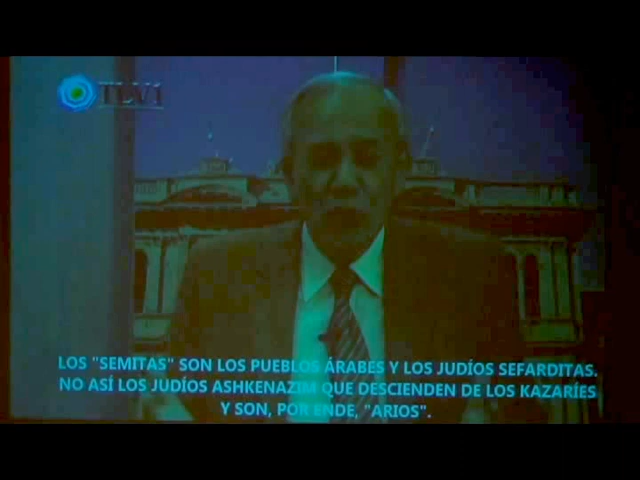 TLV1
LOS "SEMITAS" SON LOS PUEBLOS ÁRABES Y LOS JUDÍOS SEFARDITAS.
NO ASÍ LOS JUDÍOS ASHKENAZIM QUE DESCIENDEN DE LOS KAZARÍES
Y SON, POR ENDE, "ARIOS".